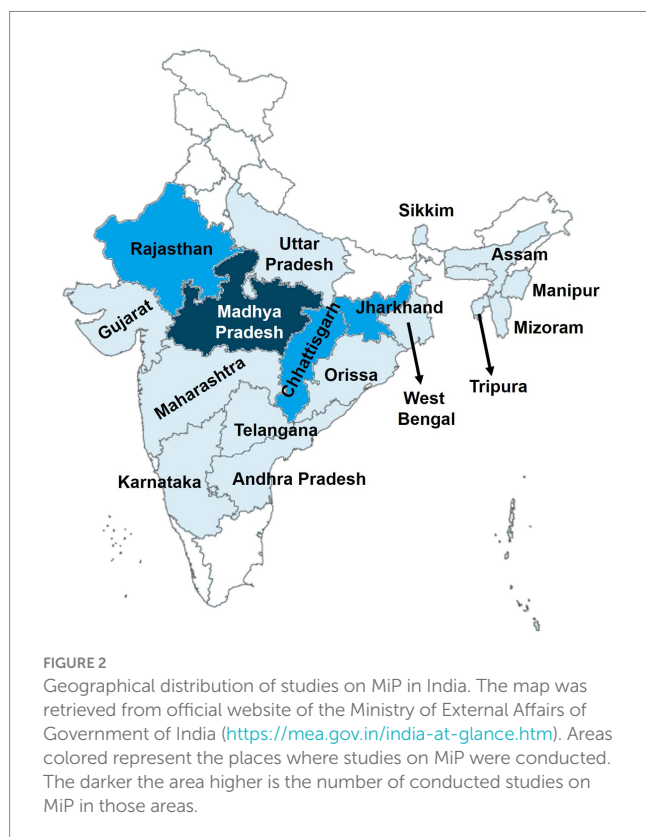 Sikkim
Rajasthan
Uttar
Pradesh
Assam
Manipur
Gujarat
Madhya
Pradesh
Jharkhand
Mizoram
Chhattisgarh
Maharashtra
Orissa
West
Bengal
Tripura
Telangana
Karnataka
Andhra Pradesh
FIGURE 2
Geographical distribution of studies on MiP in India. The map was
retrieved from official website of the Ministry of External Affairs of
Government of India (https://mea.gov.in/india-at-glance.htm). Areas
colored represent the places where studies on MiP were conducted.
The darker the area higher is the number of conducted studies on
MiP in those areas.